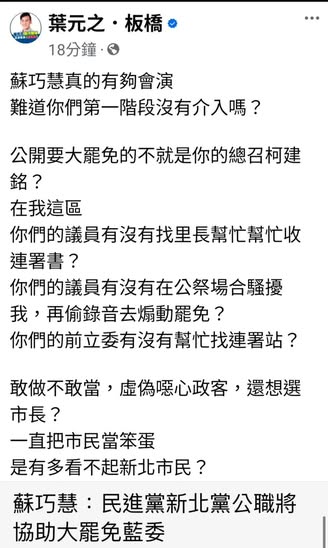 葉元之·板橋
18分鐘·
蘇巧慧真的有夠會演
難道你們第一階段沒有介入嗎？
公開要大罷免的不就是你的總召柯建
銘？
在我這區
你們的議員有沒有找里長幫忙幫忙收
連署書？
你們的議員有沒有在公祭場合騷擾
我，再偷錄音去煽動罷免？
你們的前立委有沒有幫忙找連署站？
敢做不敢當，虛偽噁心政客，還想選
市長？
一直把市民當笨蛋
是有多看不起新北市民？
蘇巧慧：民進黨新北黨公職將
協助大罷免藍委